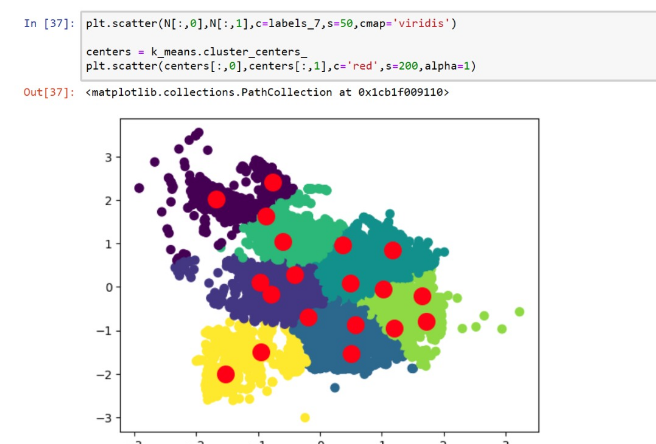 In [37]: plt.scatter(N[:,0],N[:,1],c=labels_7,s=50,cmap='viridis')
centers = k_means.cluster_centers_
plt.scatter(centers[:,0],centers[:,1],c='red',s=200,alpha=1)
Out[37]: <matplotlib.collections.PathCollection at 0x1cb1f009110>
3
2
1
0
−1
−2
−3